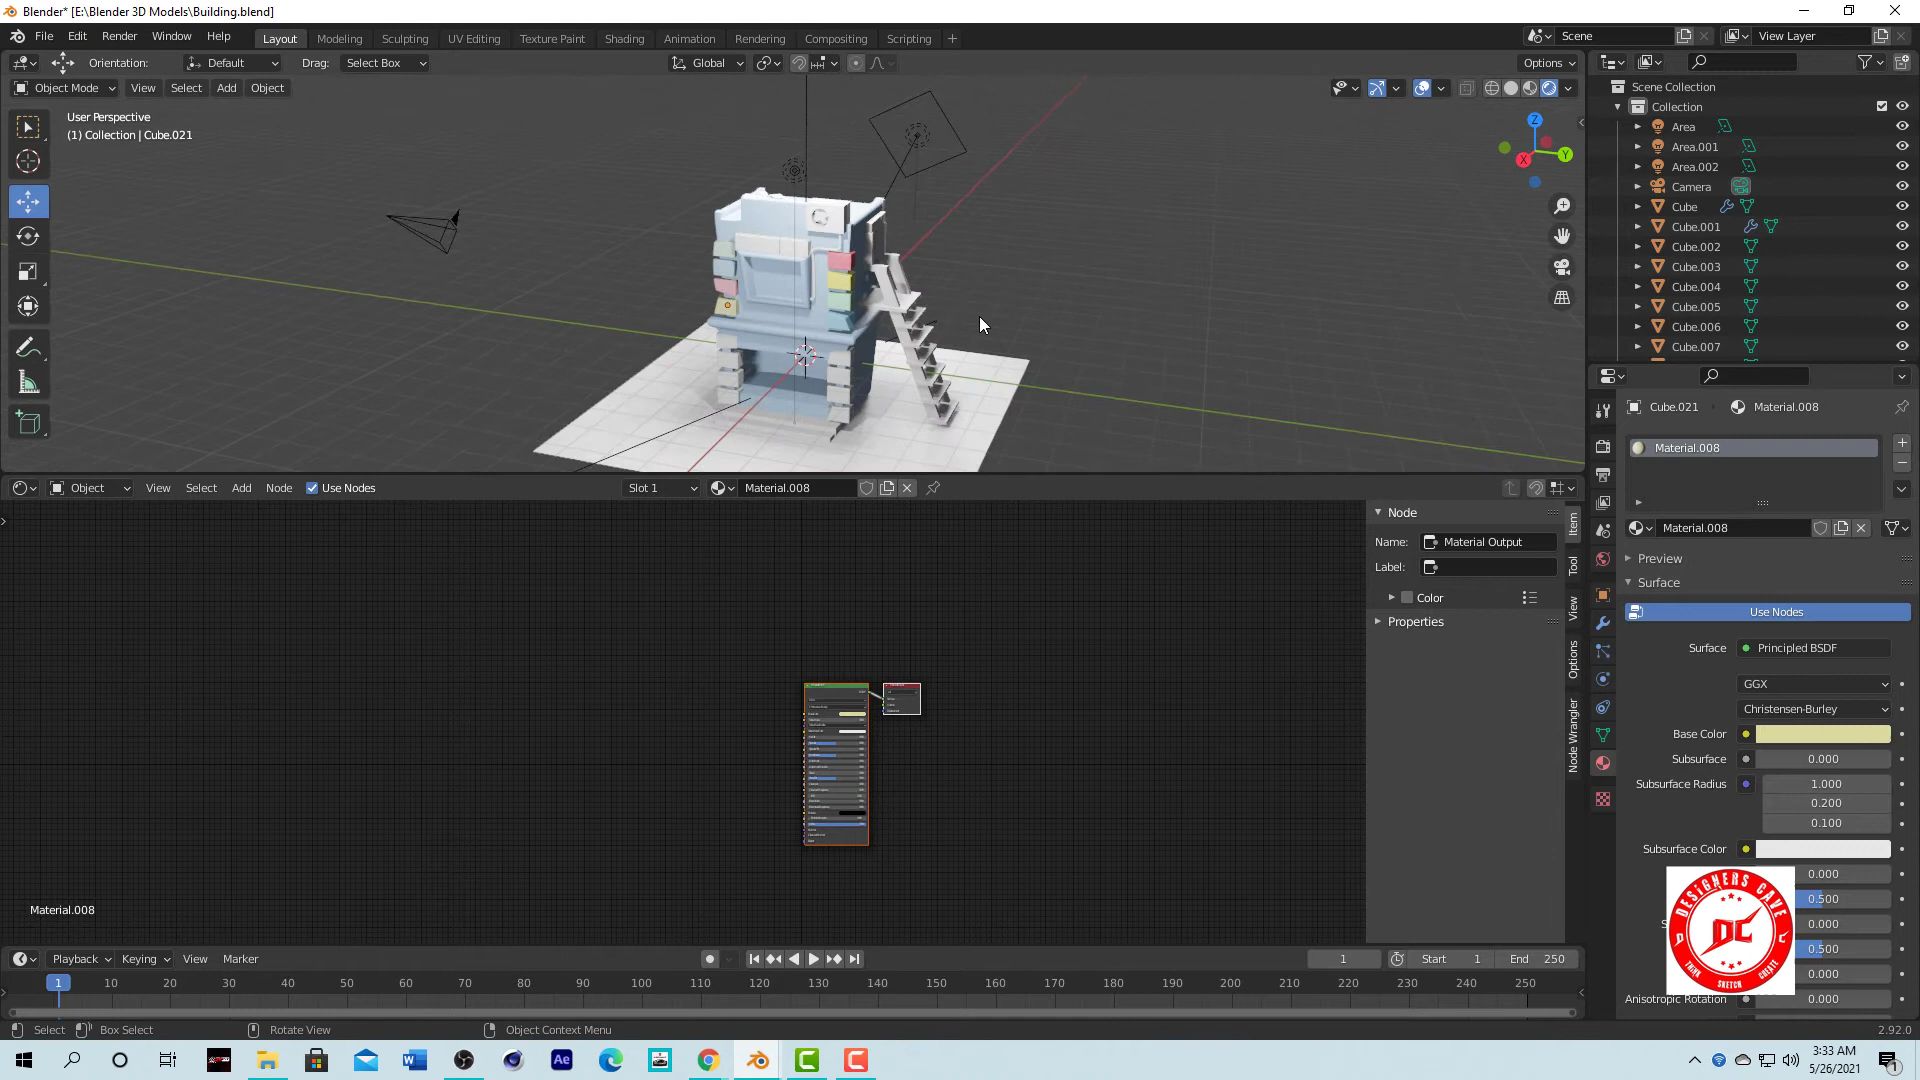 Blender* [E:\Blender 3D Models\Building.blend]
File Edit Render Window Help Layout Modeling Sculpting UV Editing Texture Paint Shading Animation Rendering Compositing Scripting Scene View Layer
Orientation: Default Drag: Select Box Global Options
Object Mode View Select Add Object
User Perspective
(1) Collection | Cube.021
Z
Y
X
Scene Collection
Collection
Area
Area.001
Area.002
Camera
Cube
Cube.001
Cube.002
Cube.003
Cube.004
Cube.005
Cube.006
Cube.007
Cube.021 Material.008
Material.008
Material.008
Preview
Surface
Use Nodes
Surface Principled BSDF
GGX
Christensen-Burley
Base Color
Subsurface 0.000
Subsurface Radius 1.000
0.200
0.100
Subsurface Color
0.000
0.500
0.000
0.500
0.000
Anisotropic Rotation 0.000
DESIGNERS CAVE
DC
THINK SKETCH CREATE
Object View Select Add Node Use Nodes Slot 1 Material.008
Node
Name: Material Output
Label:
Color
Properties
Item
Tool
View
Options
Node Wrangler
Material.008
Playback Keying View Marker 1 Start 1 End 250
1 10 20 30 40 50 60 70 80 90 100 110 120 130 140 150 160 170 180 190 200 210 220 230 240 250
Select Box Select Rotate View Object Context Menu 2.92.0
Ae
3:33 AM
5/26/2021
1